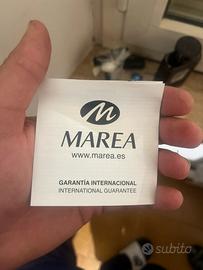 M
MAREA
www.marea.es
GARANTÍA INTERNACIONAL
INTERNATIONAL GUARANTEE
subito